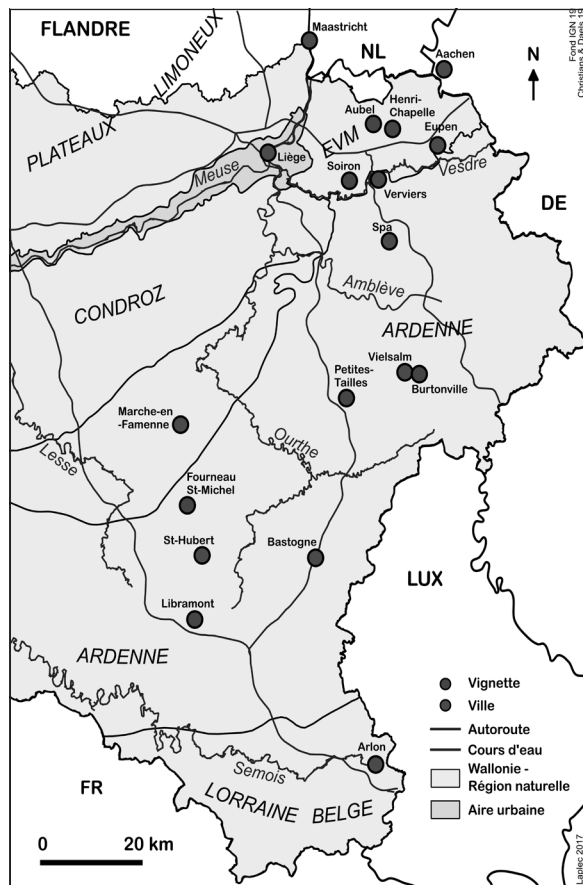 FLANDRE
Maastricht
Fond IGN 19
Christians & Daels 19
LIMONEUX
NL
Aachen
N
PLATEAUX
Aubel
Henri-
Chapelle
EVM
Eupen
Liège
Meuse
Soiron
Verviers
Vesdre
DE
Spa
CONDROZ
Amblève
ARDENNE
Vielsalm
Petites-
Tailles
Burtonville
Marche-en
-Famenne
Lesse
Ourthe
Fourneau
St-Michel
St-Hubert
Bastogne
LUX
Libramont
ARDENNE
Vignette
Ville
Autoroute
Cours d'eau
Wallonie -
Région naturelle
Aire urbaine
Arlon
Semois
FR
LORRAINE BELGE
0 20 km
Laplec 2017